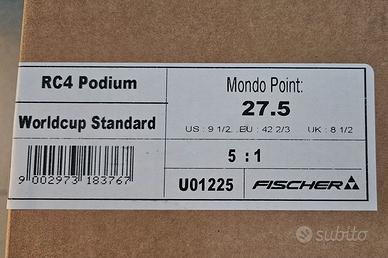 RC4 Podium
Worldcup Standard
9 002973 183767
Mondo Point:
27.5
US : 9 1/2... EU : 42 2/3 UK : 8 1/2
5 : 1
U01225 FISCHER
subito